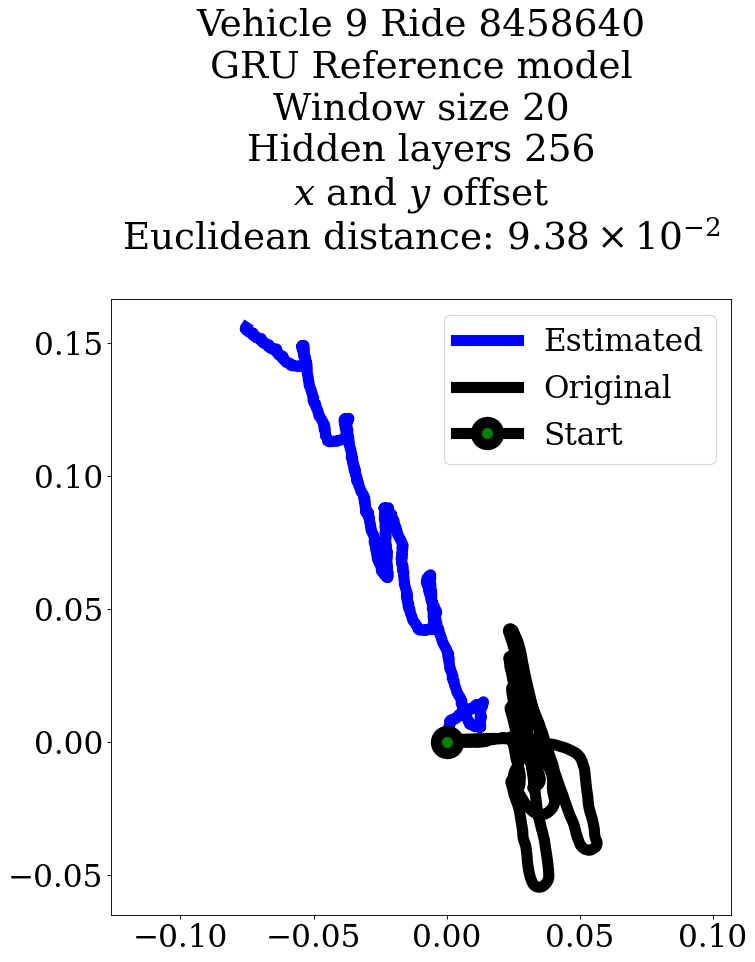 Vehicle 9 Ride 8458640
GRU Reference model
Window size 20
Hidden layers 256
x and y offset
Euclidean distance: 9.38 × 10⁻²
Estimated
Original
Start
0.15
0.10
0.05
0.00
−0.05
−0.10 −0.05 0.00 0.05 0.10